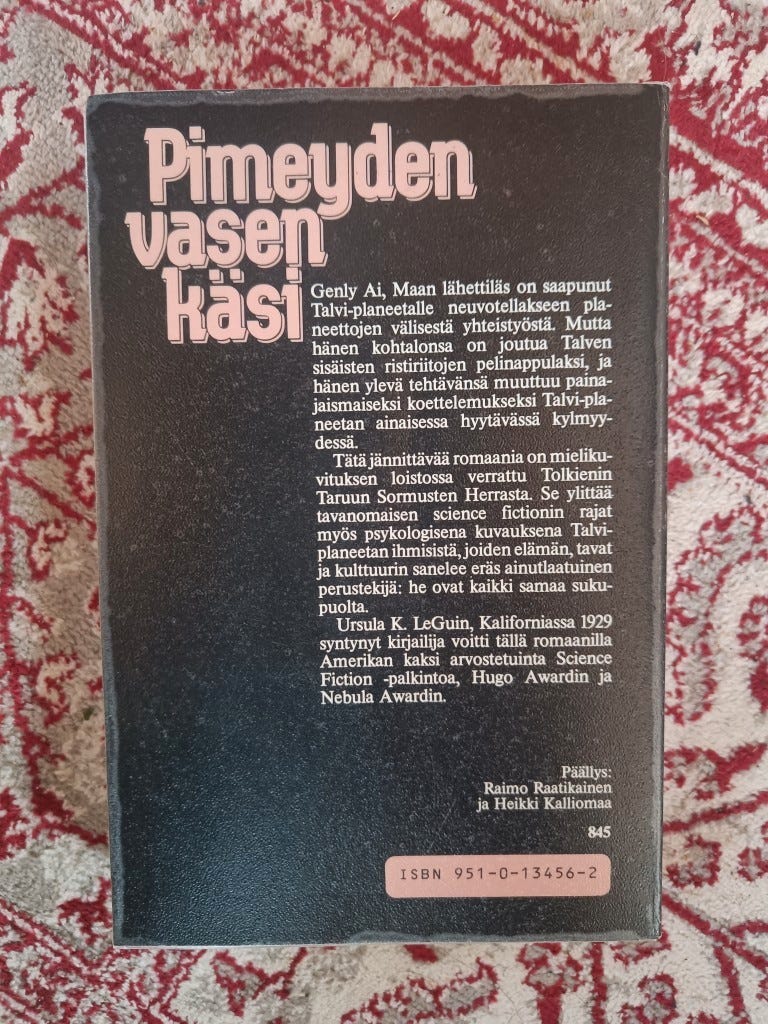 Pimeyden
vasen
käsi
Genly Ai, Maan lähettiläs on saapunut
Talvi-planeetalle neuvotellakseen pla-
neettojen välisestä yhteistyöstä. Mutta
hänen kohtalonsa on joutua Talven
sisäisten ristiriitojen pelinappulaksi, ja
hänen ylevä tehtävänsä muuttuu paina-
jaismaiseksi koettelemukseksi Talvi-pla-
neetan ainaisessa hyytävässä kylmyy-
dessä.
Tätä jännittävää romaania on mieliku-
vituksen loistossa verrattu Tolkienin
Taruun Sormusten Herrasta. Se ylittää
tavanomaisen science fictionin rajat
myös psykologisena kuvauksena Talvi-
planeetan ihmisistä, joiden elämän, tavat
ja kulttuurin sanelee eräs ainutlaatuinen
perustekijä: he ovat kaikki samaa suku-
puolta.
Ursula K. LeGuin, Kaliforniassa 1929
syntynyt kirjailija voitti tällä romaanilla
Amerikan kaksi arvostetuinta Science
Fiction -palkintoa, Hugo Awardin ja
Nebula Awardin.
Päällys:
Raimo Raatikainen
ja Heikki Kalliomaa
845
ISBN 951-0-13456-2